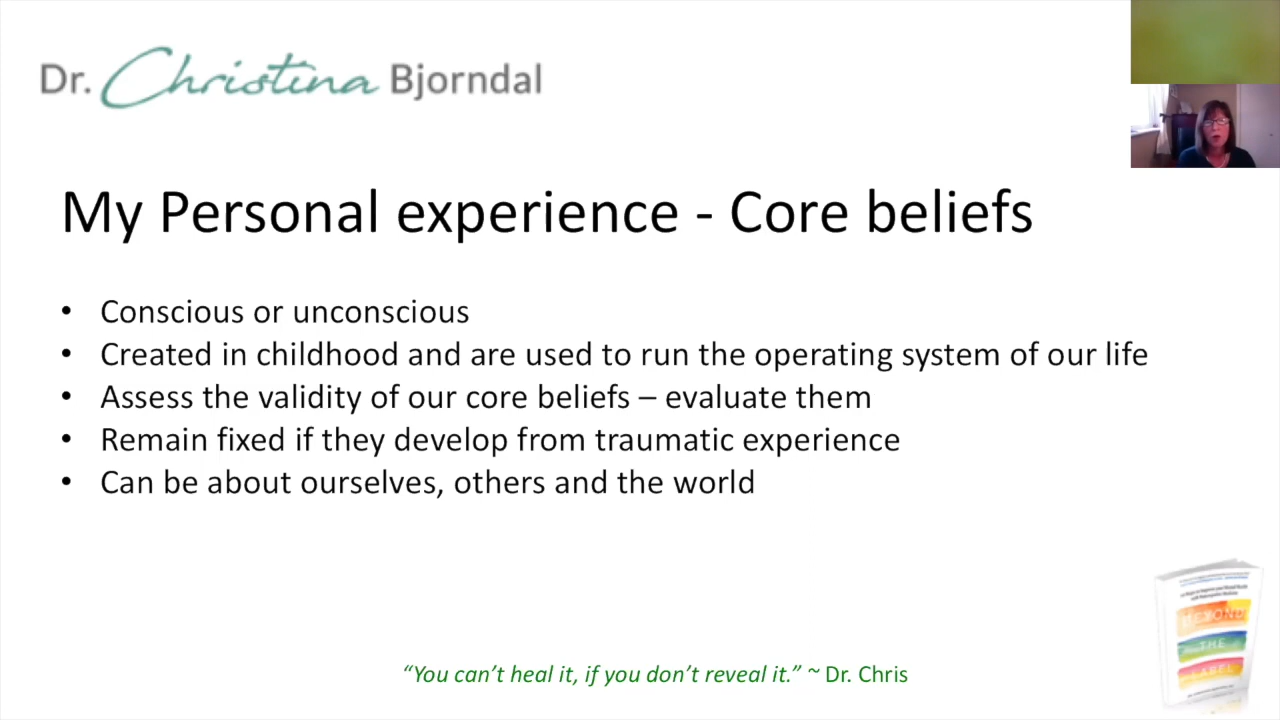 Dr. Christina Bjorndal
My Personal experience - Core beliefs
• Conscious or unconscious
• Created in childhood and are used to run the operating system of our life
• Assess the validity of our core beliefs – evaluate them
• Remain fixed if they develop from traumatic experience
• Can be about ourselves, others and the world
BEYOND
THE
LABEL
“You can’t heal it, if you don’t reveal it.” ~ Dr. Chris